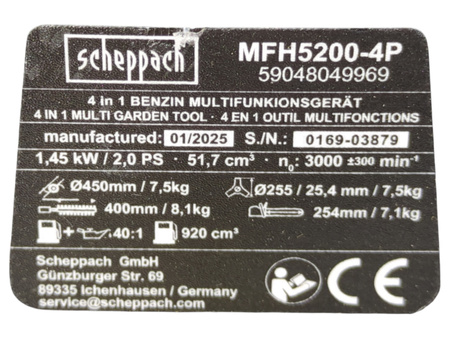 scheppach
MFH5200-4P
59048049969
4 in 1 BENZIN MULTIFUNKIONSGERÄT
4 IN 1 MULTI GARDEN TOOL · 4 EN 1 OUTIL MULTIFONCTIONS
manufactured: 01/2025 S./N.: 0169-03879
1,45 kW / 2,0 PS · 51,7 cm³ · n₀: 3000 ±300 min⁻¹
Ø450mm / 7,5kg Ø255 / 25,4 mm / 7,5kg
400mm / 8,1kg 254mm / 7,1kg
+ 40:1 920 cm³
Scheppach GmbH
Günzburger Str. 69
89335 Ichenhausen / Germany
service@scheppach.com
CE